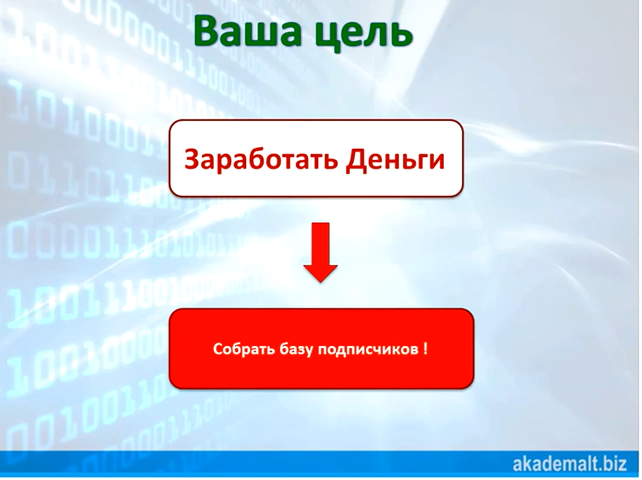 Ваша цель
Заработать Деньги
Собрать базу подписчиков !
akademalt.biz